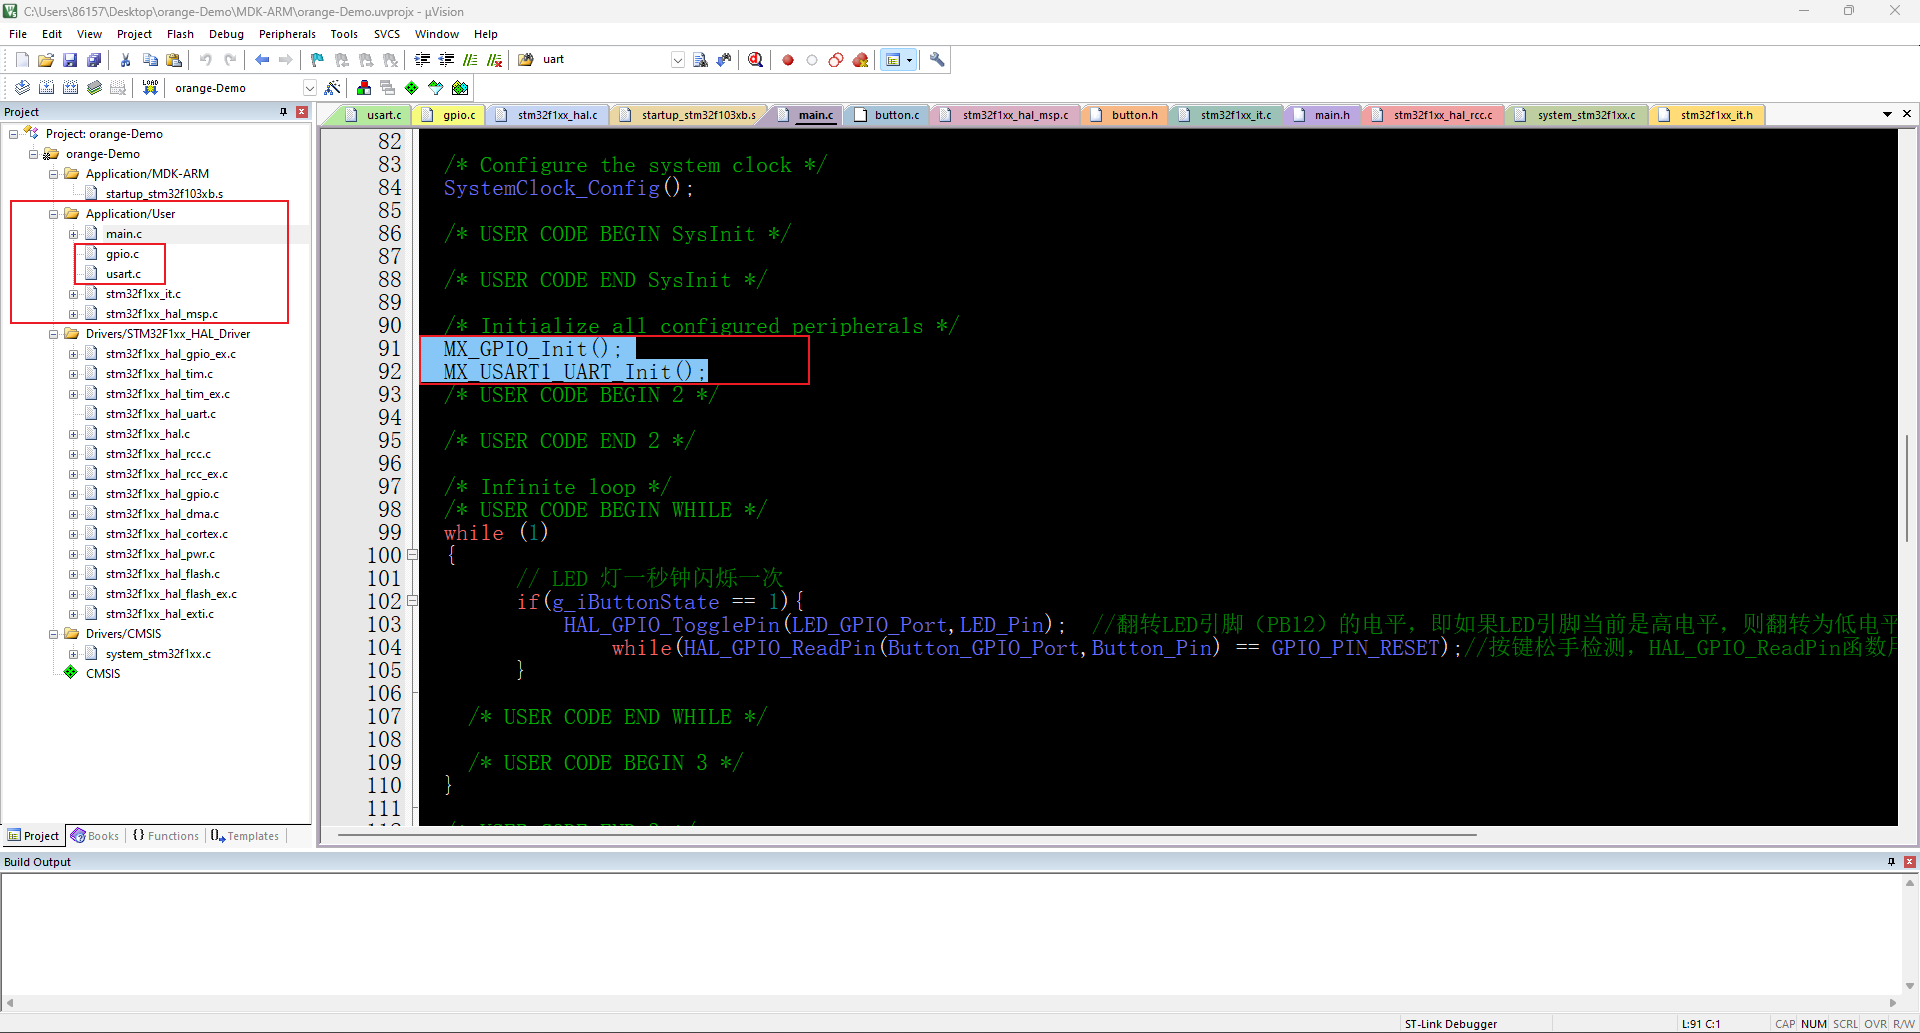 C:\Users\86157\Desktop\orange-Demo\MDK-ARM\orange-Demo.uvprojx - µVision
File Edit View Project Flash Debug Peripherals Tools SVCS Window Help
uart
LOAD
orange-Demo
Project
Project: orange-Demo
orange-Demo
Application/MDK-ARM
startup_stm32f103xb.s
Application/User
main.c
gpio.c
usart.c
stm32f1xx_it.c
stm32f1xx_hal_msp.c
Drivers/STM32F1xx_HAL_Driver
stm32f1xx_hal_gpio_ex.c
stm32f1xx_hal_tim.c
stm32f1xx_hal_tim_ex.c
stm32f1xx_hal_uart.c
stm32f1xx_hal.c
stm32f1xx_hal_rcc.c
stm32f1xx_hal_rcc_ex.c
stm32f1xx_hal_gpio.c
stm32f1xx_hal_dma.c
stm32f1xx_hal_cortex.c
stm32f1xx_hal_pwr.c
stm32f1xx_hal_flash.c
stm32f1xx_hal_flash_ex.c
stm32f1xx_hal_exti.c
Drivers/CMSIS
system_stm32f1xx.c
CMSIS
Project Books {} Functions Templates
usart.c gpio.c stm32f1xx_hal.c startup_stm32f103xb.s main.c button.c stm32f1xx_hal_msp.c button.h stm32f1xx_it.c main.h stm32f1xx_hal_rcc.c system_stm32f1xx.c stm32f1xx_it.h
82
83 /* Configure the system clock */
84 SystemClock_Config();
85
86 /* USER CODE BEGIN SysInit */
87
88 /* USER CODE END SysInit */
89
90 /* Initialize all configured peripherals */
91 MX_GPIO_Init();
92 MX_USART1_UART_Init();
93 /* USER CODE BEGIN 2 */
94
95 /* USER CODE END 2 */
96
97 /* Infinite loop */
98 /* USER CODE BEGIN WHILE */
99 while (1)
100 {
101 // LED 灯一秒钟闪烁一次
102 if(g_iButtonState == 1){
103 HAL_GPIO_TogglePin(LED_GPIO_Port,LED_Pin); //翻转LED引脚（PB12）的电平，即如果LED引脚当前是高电平，则翻转为低电平
104 while(HAL_GPIO_ReadPin(Button_GPIO_Port,Button_Pin) == GPIO_PIN_RESET);//按键松手检测，HAL_GPIO_ReadPin函数
105 }
106
107 /* USER CODE END WHILE */
108
109 /* USER CODE BEGIN 3 */
110 }
111
Build Output
ST-Link Debugger L:91 C:1 CAP NUM SCRL OVR R/W